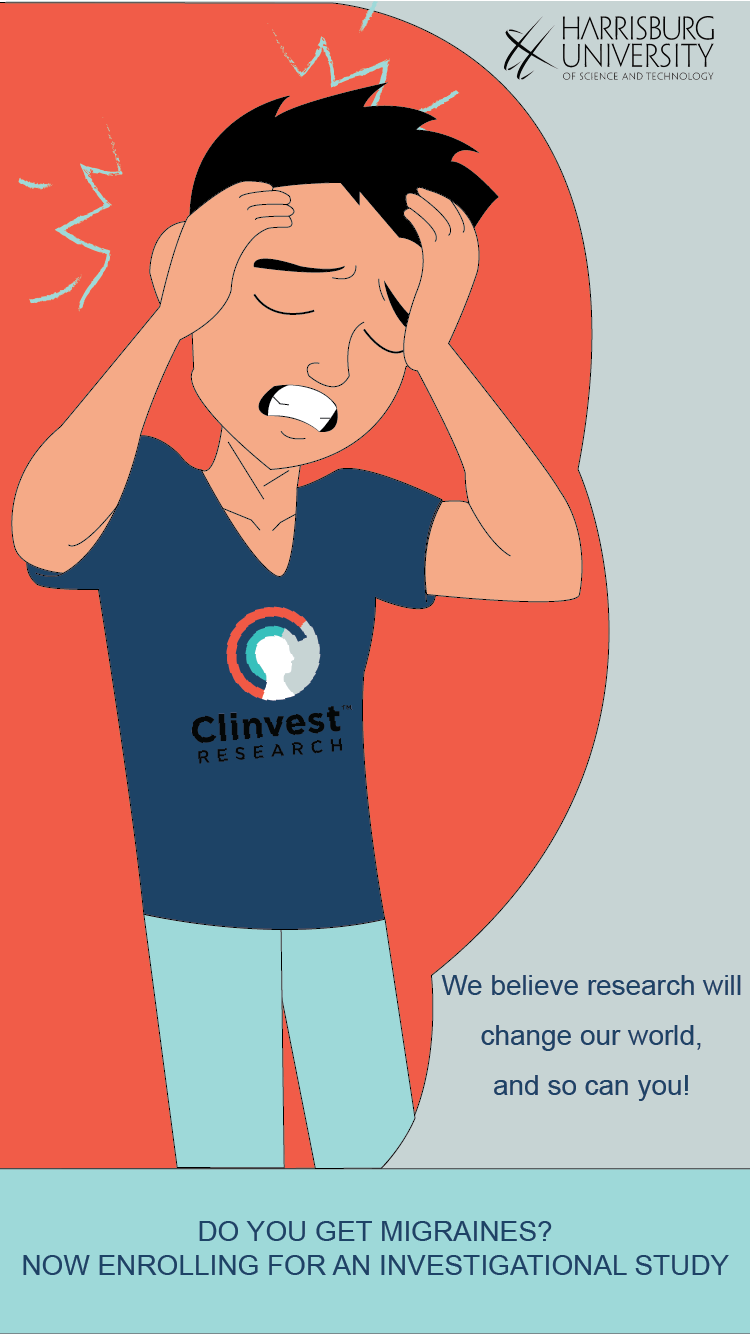 HARRISBURG
UNIVERSITY
OF SCIENCE AND TECHNOLOGY
Clinvest™
RESEARCH
We believe research will
change our world,
and so can you!
DO YOU GET MIGRAINES?
NOW ENROLLING FOR AN INVESTIGATIONAL STUDY